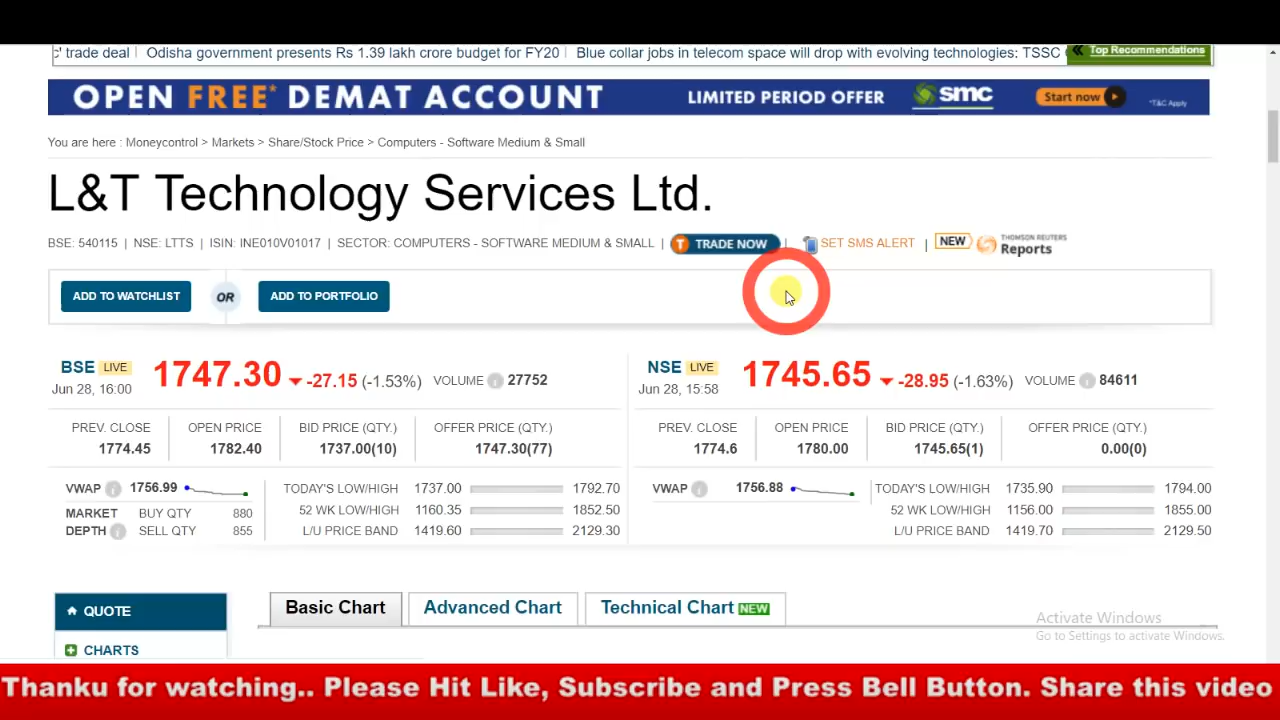 c' trade deal | Odisha government presents Rs 1.39 lakh crore budget for FY20 | Blue collar jobs in telecom space will drop with evolving technologies: TSSC
Top Recommendations
OPEN FREE* DEMAT ACCOUNT LIMITED PERIOD OFFER smc Start now *T&C Apply
You are here : Moneycontrol > Markets > Share/Stock Price > Computers - Software Medium & Small
L&T Technology Services Ltd.
BSE: 540115 | NSE: LTTS | ISIN: INE010V01017 | SECTOR: COMPUTERS - SOFTWARE MEDIUM & SMALL | T TRADE NOW | SET SMS ALERT | NEW THOMSON REUTERS Reports
ADD TO WATCHLIST OR ADD TO PORTFOLIO
BSE LIVE 1747.30 -27.15 (-1.53%) VOLUME 27752
Jun 28, 16:00
NSE LIVE 1745.65 -28.95 (-1.63%) VOLUME 84611
Jun 28, 15:58
PREV. CLOSE OPEN PRICE BID PRICE (QTY.) OFFER PRICE (QTY.)
1774.45 1782.40 1737.00(10) 1747.30(77)
PREV. CLOSE OPEN PRICE BID PRICE (QTY.) OFFER PRICE (QTY.)
1774.6 1780.00 1745.65(1) 0.00(0)
VWAP 1756.99
MARKET BUY QTY 880
DEPTH SELL QTY 855
TODAY'S LOW/HIGH 1737.00 1792.70
52 WK LOW/HIGH 1160.35 1852.50
L/U PRICE BAND 1419.60 2129.30
VWAP 1756.88
TODAY'S LOW/HIGH 1735.90 1794.00
52 WK LOW/HIGH 1156.00 1855.00
L/U PRICE BAND 1419.70 2129.50
QUOTE
CHARTS
Basic Chart Advanced Chart Technical Chart NEW
Activate Windows
Go to Settings to activate Windows.
Thanku for watching.. Please Hit Like, Subscribe and Press Bell Button. Share this video